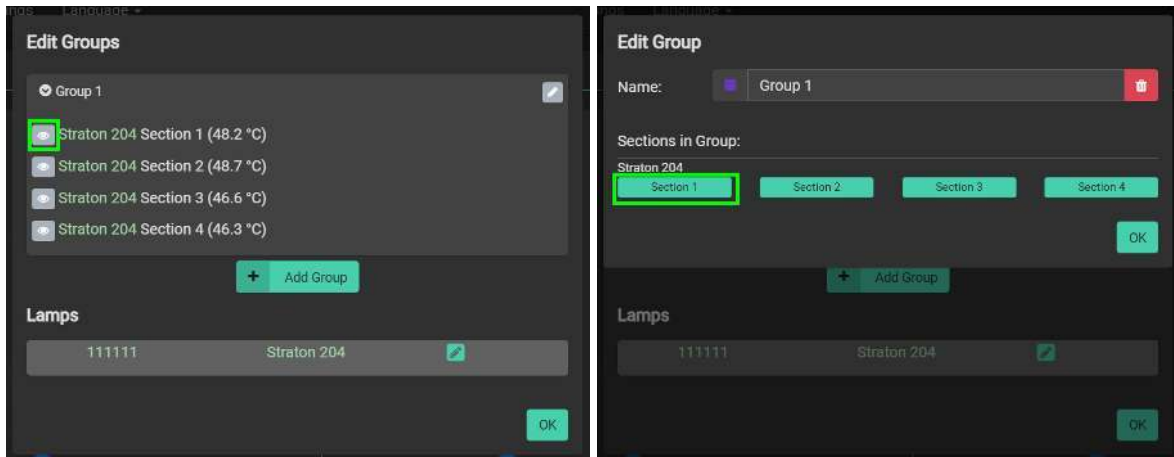 Language
Edit Groups
Group 1
Straton 204 Section 1 (48.2 °C)
Straton 204 Section 2 (48.7 °C)
Straton 204 Section 3 (46.6 °C)
Straton 204 Section 4 (46.3 °C)
+ Add Group
Lamps
111111 Straton 204
OK
Language
Edit Group
Name: Group 1
Sections in Group:
Straton 204
Section 1 Section 2 Section 3 Section 4
OK
+ Add Group
Lamps
111111 Straton 204
OK